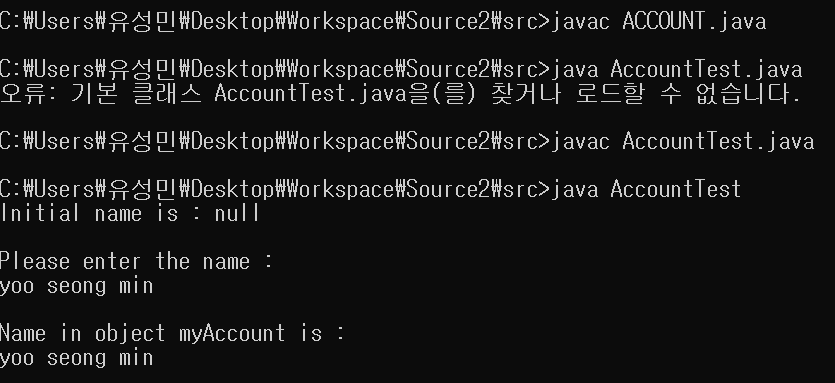 C:₩Users₩유성민₩Desktop₩Workspace₩Source2₩src>javac ACCOUNT.java
C:₩Users₩유성민₩Desktop₩Workspace₩Source2₩src>java AccountTest.java
오류: 기본 클래스 AccountTest.java을(를) 찾거나 로드할 수 없습니다.
C:₩Users₩유성민₩Desktop₩Workspace₩Source2₩src>javac AccountTest.java
C:₩Users₩유성민₩Desktop₩Workspace₩Source2₩src>java AccountTest
Initial name is : null
Please enter the name :
yoo seong min
Name in object myAccount is :
yoo seong min